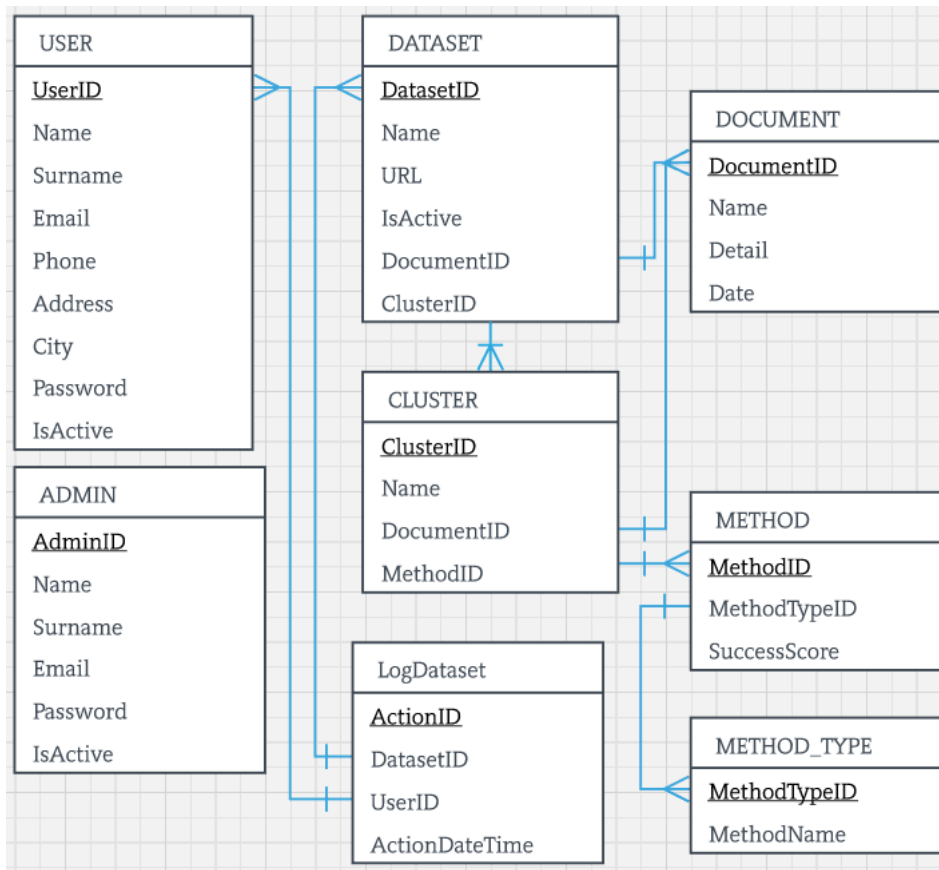 USER
UserID
Name
Surname
Email
Phone
Address
City
Password
IsActive
ADMIN
AdminID
Name
Surname
Email
Password
IsActive
DATASET
DatasetID
Name
URL
IsActive
DocumentID
ClusterID
CLUSTER
ClusterID
Name
DocumentID
MethodID
LogDataset
ActionID
DatasetID
UserID
ActionDateTime
DOCUMENT
DocumentID
Name
Detail
Date
METHOD
MethodID
MethodTypeID
SuccessScore
METHOD_TYPE
MethodTypeID
MethodName